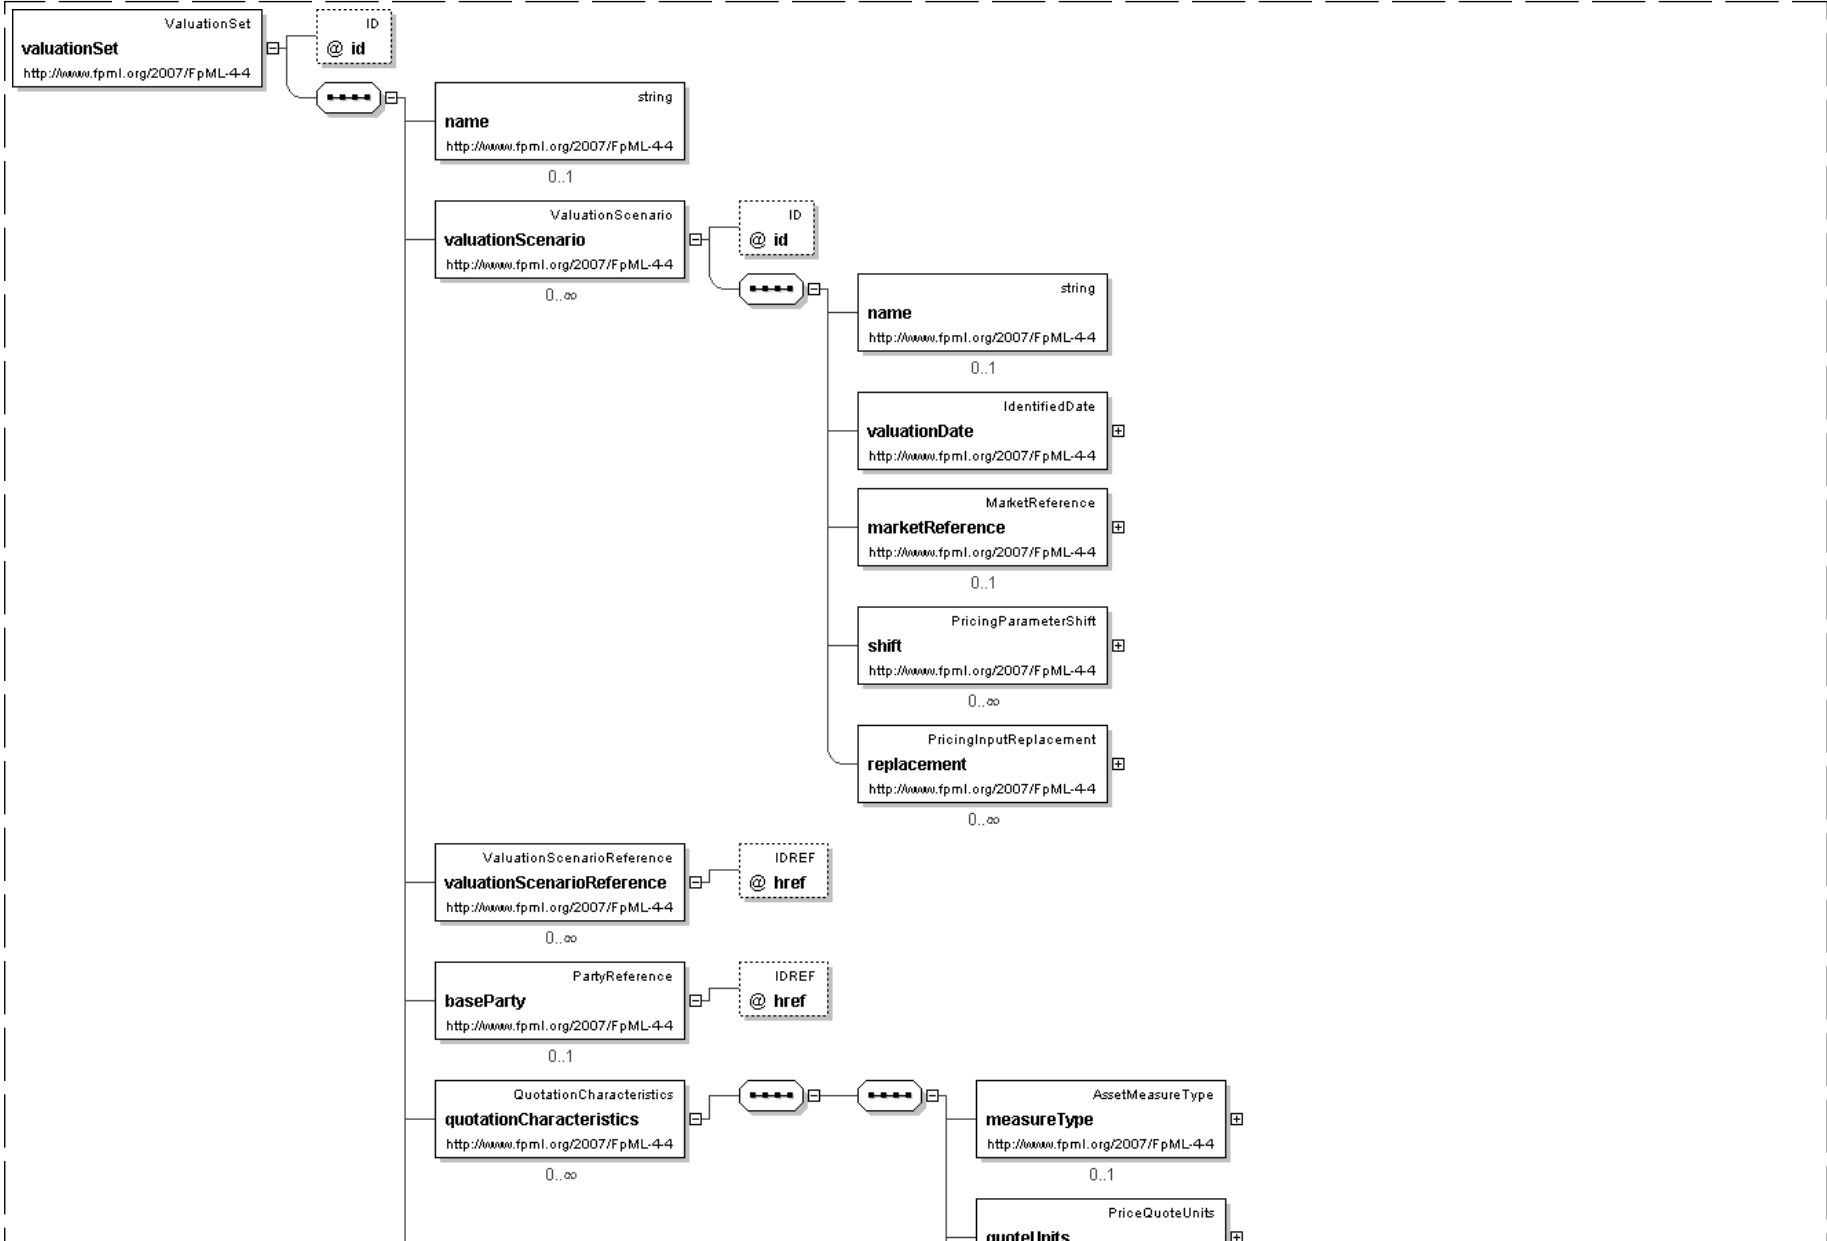 ValuationSet
valuationSet
http://www.fpml.org/2007/FpML-4-4
ID
@ id
string
name
http://www.fpml.org/2007/FpML-4-4
0..1
ValuationScenario
valuationScenario
http://www.fpml.org/2007/FpML-4-4
0..∞
ID
@ id
string
name
http://www.fpml.org/2007/FpML-4-4
0..1
IdentifiedDate
valuationDate
http://www.fpml.org/2007/FpML-4-4
MarketReference
marketReference
http://www.fpml.org/2007/FpML-4-4
0..1
PricingParameterShift
shift
http://www.fpml.org/2007/FpML-4-4
0..∞
PricingInputReplacement
replacement
http://www.fpml.org/2007/FpML-4-4
0..∞
ValuationScenarioReference
valuationScenarioReference
http://www.fpml.org/2007/FpML-4-4
0..∞
IDREF
@ href
PartyReference
baseParty
http://www.fpml.org/2007/FpML-4-4
0..1
IDREF
@ href
QuotationCharacteristics
quotationCharacteristics
http://www.fpml.org/2007/FpML-4-4
0..∞
AssetMeasureType
measureType
http://www.fpml.org/2007/FpML-4-4
0..1
PriceQuoteUnits
quoteUnits